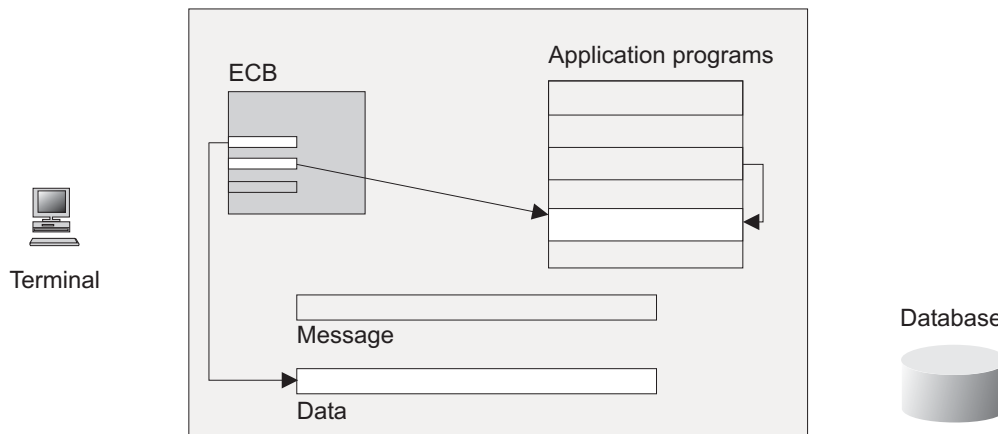 ECB
Application programs
Terminal
Message
Database
Data